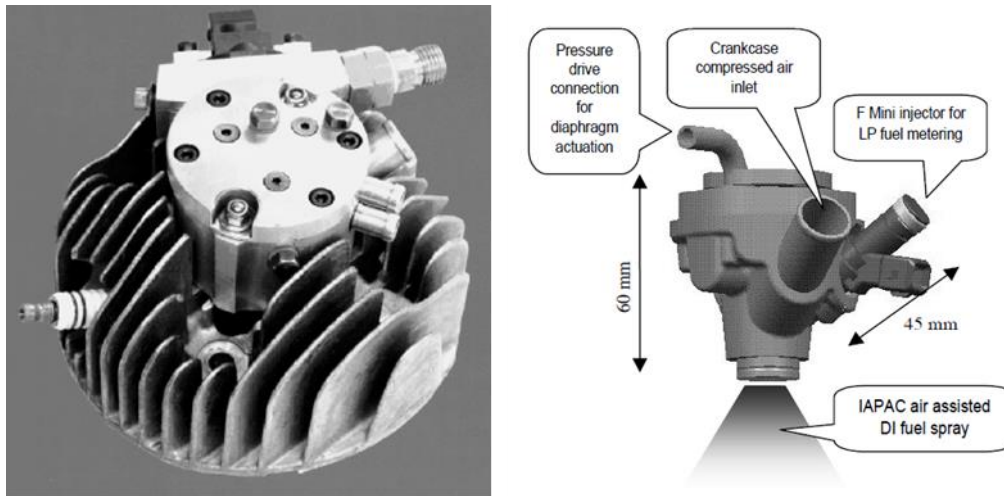 Pressure
drive
connection
for
diaphragm
actuation
Crankcase
compressed air
inlet
F Mini injector for
LP fuel metering
60 mm
45 mm
IAPAC air assisted
DI fuel spray